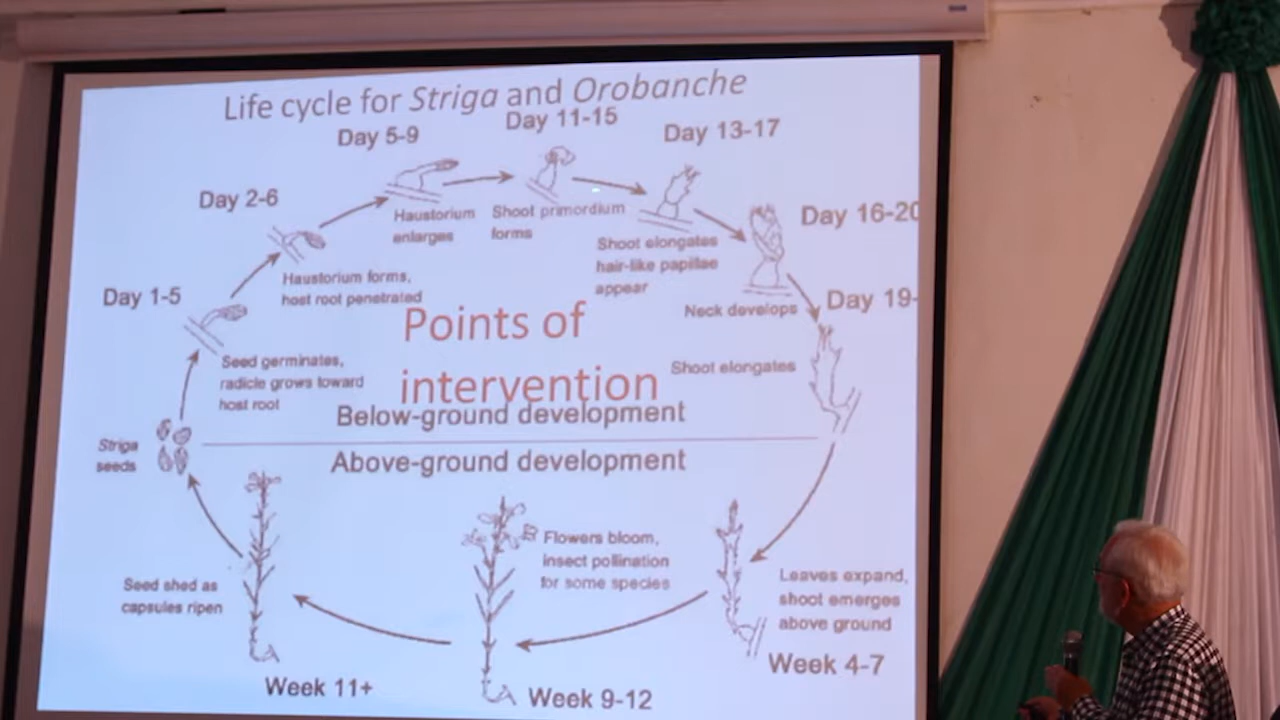 Life cycle for Striga and Orobanche
Day 5-9
Day 11-15
Day 13-17
Day 2-6
Day 16-20
Haustorium
enlarges
Shoot primordium
forms
Shoot elongates
hair-like papillae
appear
Haustorium forms,
host root penetrated
Day 1-5
Day 19-
Neck develops
Points of
intervention
Seed germinates,
radicle grows toward
host root
Shoot elongates
Below-ground development
Striga
seeds
Above-ground development
Flowers bloom,
insect pollination
for some species
Leaves expand,
shoot emerges
above ground
Seed shed as
capsules ripen
Week 4-7
Week 11+
Week 9-12